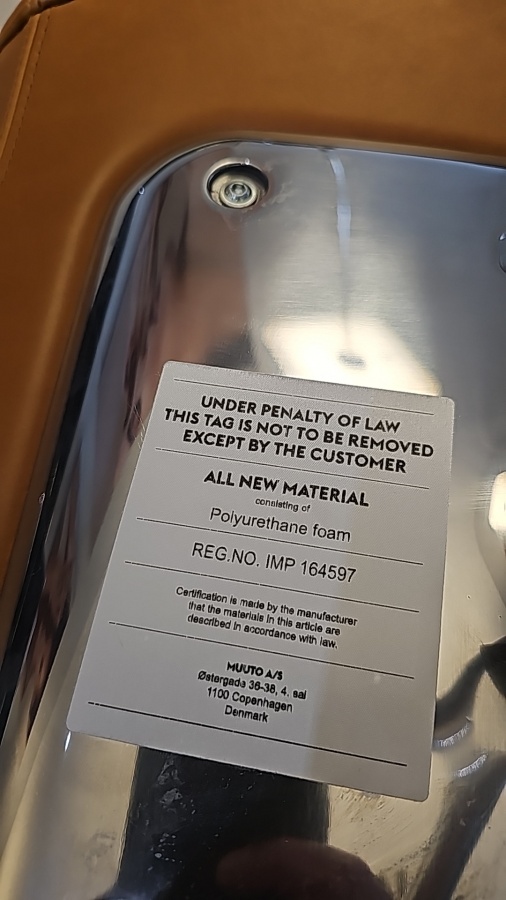 UNDER PENALTY OF LAW
THIS TAG IS NOT TO BE REMOVED
EXCEPT BY THE CUSTOMER
ALL NEW MATERIAL
consisting of
Polyurethane foam
REG.NO. IMP 164597
Certification is made by the manufacturer
that the materials in this article are
described in accordance with law.
MUUTO A/S
Østergade 36-38, 4. sal
1100 Copenhagen
Denmark